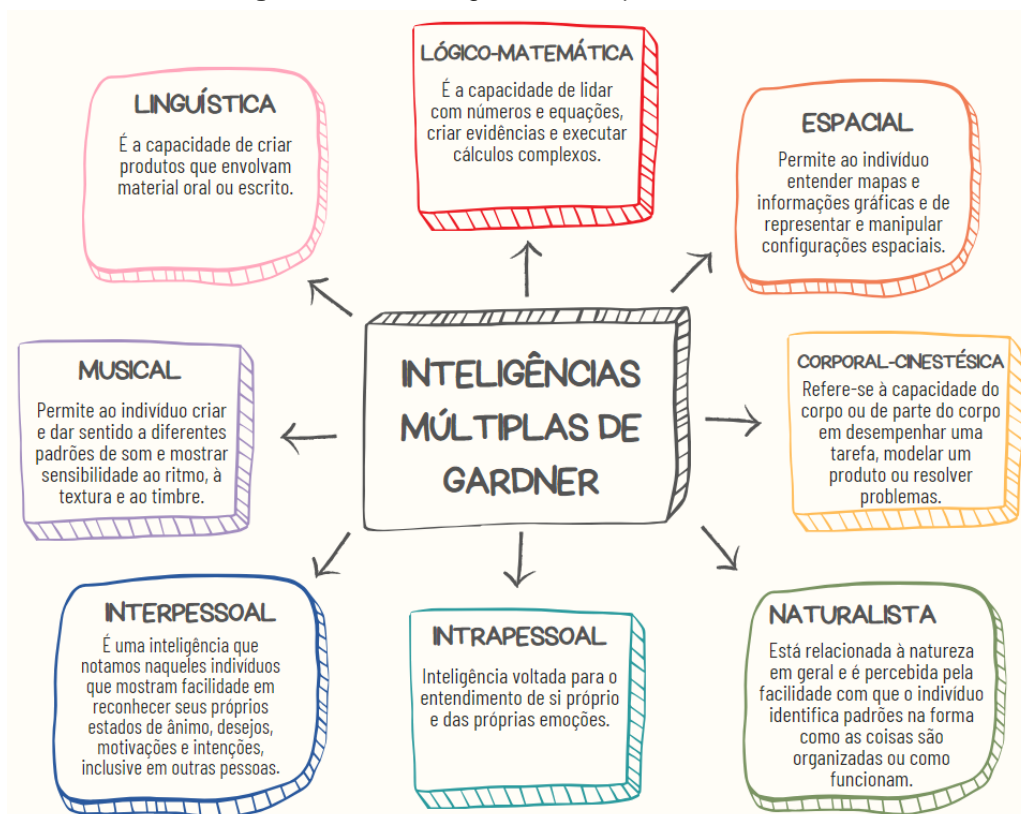 LINGUÍSTICA
É a capacidade de criar
produtos que envolvam
material oral ou escrito.
LÓGICO-MATEMÁTICA
É a capacidade de lidar
com números e equações,
criar evidências e executar
cálculos complexos.
ESPACIAL
Permite ao indivíduo
entender mapas e
informações gráficas e de
representar e manipular
configurações espaciais.
MUSICAL
Permite ao indivíduo criar
e dar sentido a diferentes
padrões de som e mostrar
sensibilidade ao ritmo, à
textura e ao timbre.
INTELIGÊNCIAS
MÚLTIPLAS DE
GARDNER
CORPORAL-CINESTÉSICA
Refere-se à capacidade do
corpo ou de parte do corpo
em desempenhar uma
tarefa, modelar um
produto ou resolver
problemas.
INTERPESSOAL
É uma inteligência que
notamos naqueles indivíduos
que mostram facilidade em
reconhecer seus próprios
estados de ânimo, desejos,
motivações e intenções,
inclusive em outras pessoas.
INTRAPESSOAL
Inteligência voltada para o
entendimento de si próprio
e das próprias emoções.
NATURALISTA
Está relacionada à natureza
em geral e é percebida pela
facilidade com que o indivíduo
identifica padrões na forma
como as coisas são
organizadas ou como
funcionam.